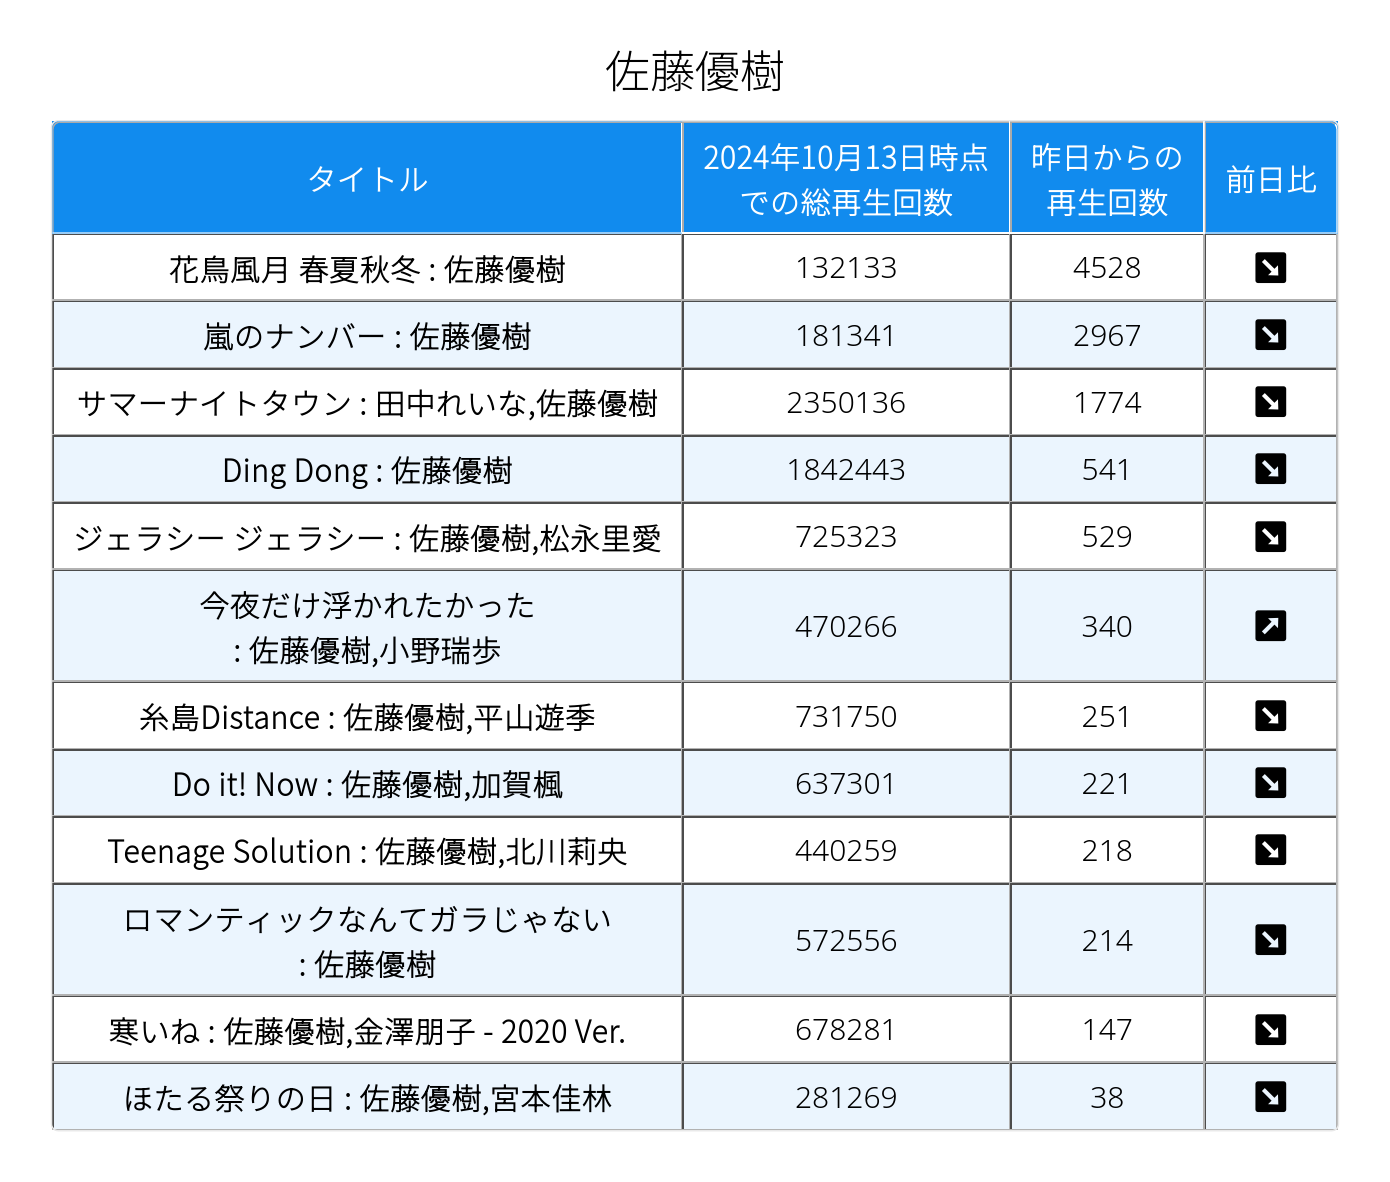 佐藤優樹
タイトル
2024年10月13日時点
での総再生回数
昨日からの
再生回数
前日比
花鳥風月 春夏秋冬 : 佐藤優樹 132133 4528 ↘
嵐のナンバー : 佐藤優樹 181341 2967 ↘
サマーナイトタウン : 田中れいな,佐藤優樹 2350136 1774 ↘
Ding Dong : 佐藤優樹 1842443 541 ↘
ジェラシー ジェラシー : 佐藤優樹,松永里愛 725323 529 ↘
今夜だけ浮かれたかった
: 佐藤優樹,小野瑞歩 470266 340 ↗
糸島Distance : 佐藤優樹,平山遊季 731750 251 ↘
Do it! Now : 佐藤優樹,加賀楓 637301 221 ↘
Teenage Solution : 佐藤優樹,北川莉央 440259 218 ↘
ロマンティックなんてガラじゃない
: 佐藤優樹 572556 214 ↘
寒いね : 佐藤優樹,金澤朋子 - 2020 Ver. 678281 147 ↘
ほたる祭りの日 : 佐藤優樹,宮本佳林 281269 38 ↘